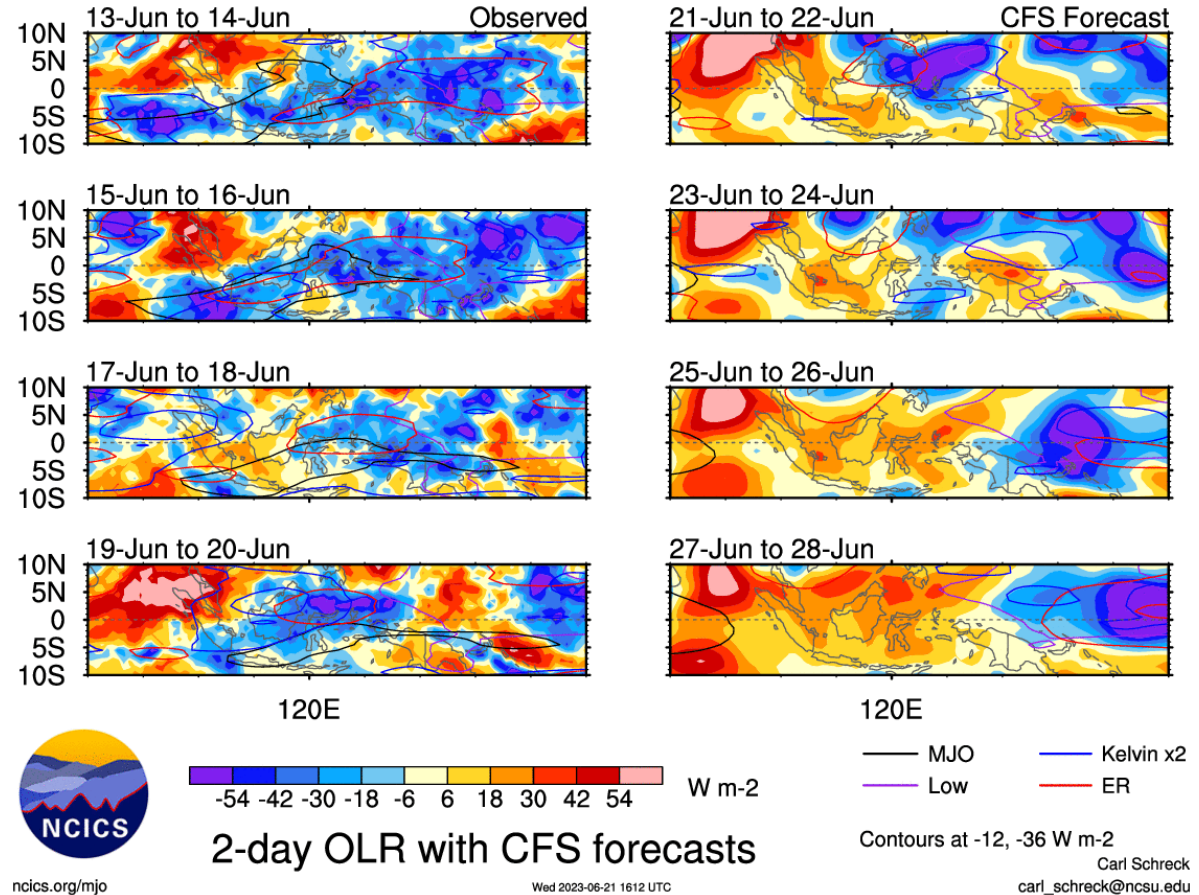 13-Jun to 14-Jun Observed
10N
5N
0
5S
10S
15-Jun to 16-Jun
10N
5N
0
5S
10S
17-Jun to 18-Jun
10N
5N
0
5S
10S
19-Jun to 20-Jun
10N
5N
0
5S
10S
120E
21-Jun to 22-Jun CFS Forecast
23-Jun to 24-Jun
25-Jun to 26-Jun
27-Jun to 28-Jun
120E
NCICS
-54 -42 -30 -18 -6 6 18 30 42 54
W m-2
MJO Kelvin x2
Low ER
2-day OLR with CFS forecasts
Contours at -12, -36 W m-2
Carl Schreck
ncics.org/mjo Wed 2023-06-21 1612 UTC carl_schreck@ncsu.edu